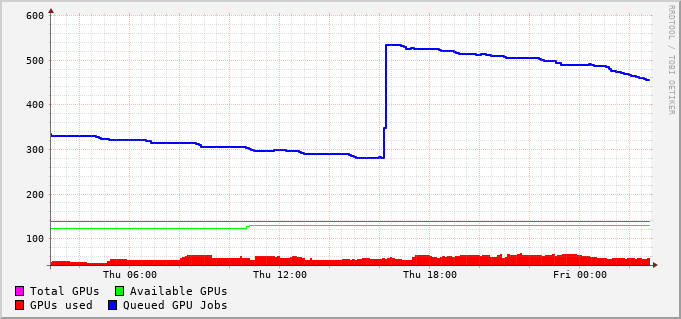 600
500
400
300
200
100
Thu 06:00 Thu 12:00 Thu 18:00 Fri 00:00
Total GPUs Available GPUs
GPUs used Queued GPU Jobs
RRDTOOL / TOBI OETIKER